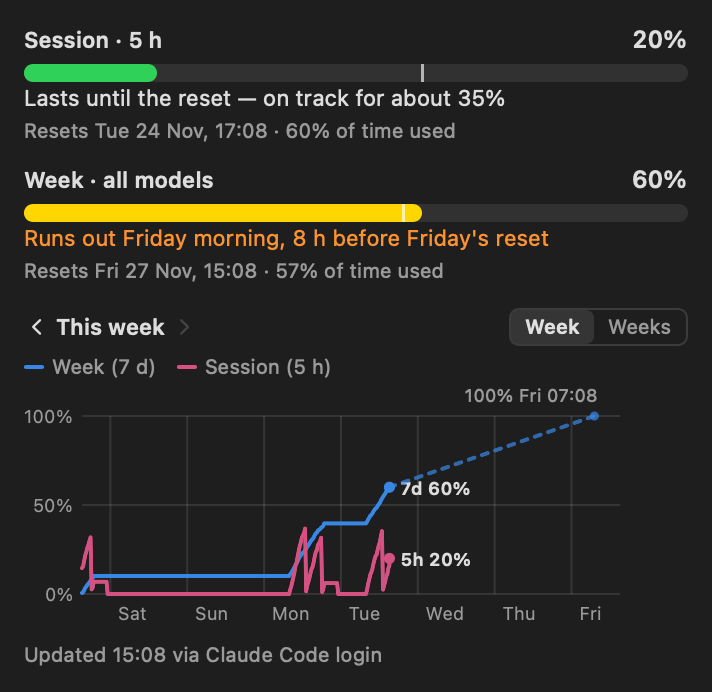 Session · 5 h 20%
Lasts until the reset — on track for about 35%
Resets Tue 24 Nov, 17:08 · 60% of time used
Week · all models 60%
Runs out Friday morning, 8 h before Friday's reset
Resets Fri 27 Nov, 15:08 · 57% of time used
This week Week Weeks
Week (7 d) Session (5 h)
100% Fri 07:08
100%
7d 60%
50%
5h 20%
0%
Sat Sun Mon Tue Wed Thu Fri
Updated 15:08 via Claude Code login